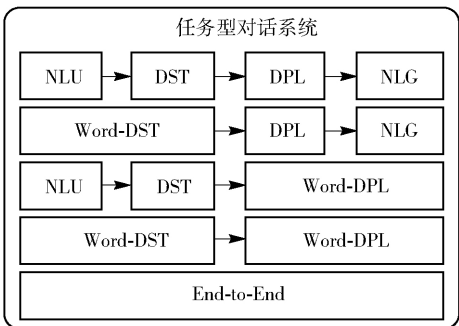 任务型对话系统
NLU DST DPL NLG
Word-DST DPL NLG
NLU DST Word-DPL
Word-DST Word-DPL
End-to-End